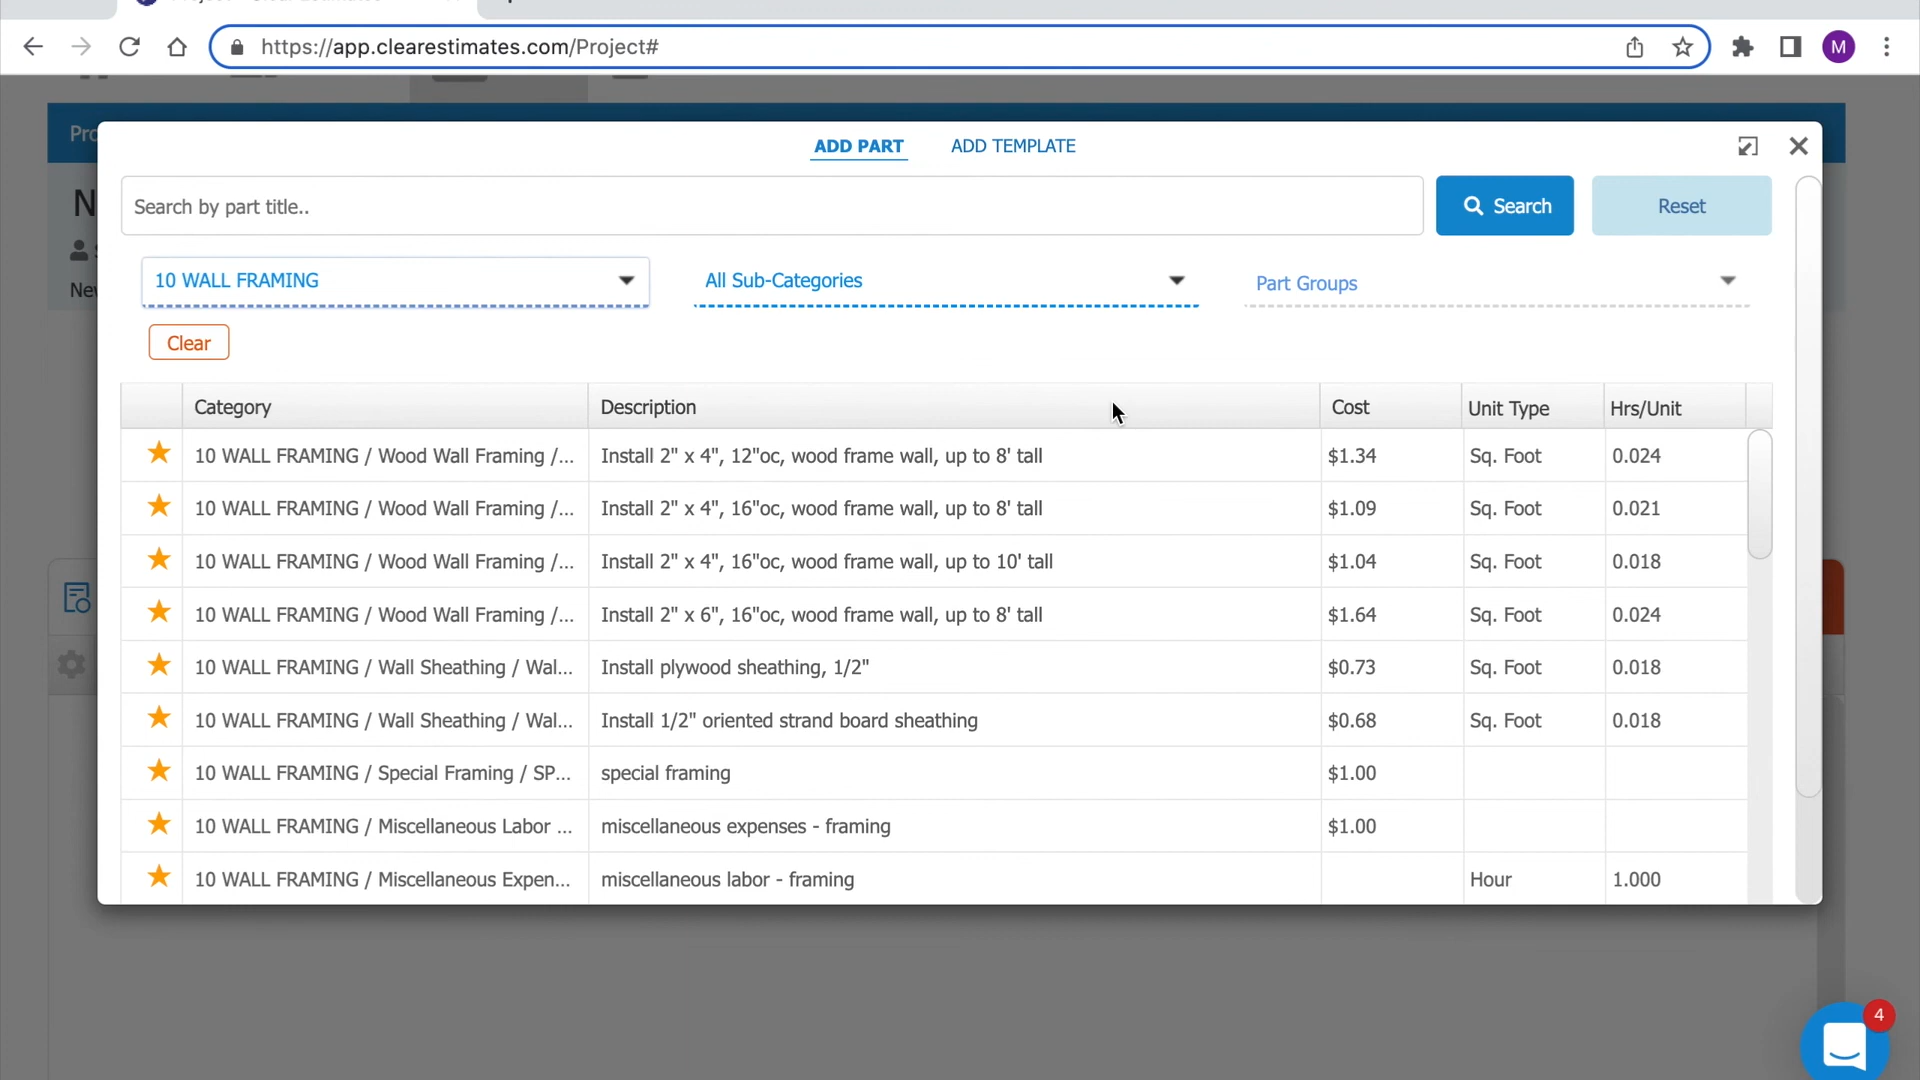 https://app.clearestimates.com/Project#
M
ADD PART
ADD TEMPLATE
Search by part title..
Search
Reset
10 WALL FRAMING
All Sub-Categories
Part Groups
Clear
Category Description Cost Unit Type Hrs/Unit
10 WALL FRAMING / Wood Wall Framing /... Install 2" x 4", 12"oc, wood frame wall, up to 8' tall $1.34 Sq. Foot 0.024
10 WALL FRAMING / Wood Wall Framing /... Install 2" x 4", 16"oc, wood frame wall, up to 8' tall $1.09 Sq. Foot 0.021
10 WALL FRAMING / Wood Wall Framing /... Install 2" x 4", 16"oc, wood frame wall, up to 10' tall $1.04 Sq. Foot 0.018
10 WALL FRAMING / Wood Wall Framing /... Install 2" x 6", 16"oc, wood frame wall, up to 8' tall $1.64 Sq. Foot 0.024
10 WALL FRAMING / Wall Sheathing / Wal... Install plywood sheathing, 1/2" $0.73 Sq. Foot 0.018
10 WALL FRAMING / Wall Sheathing / Wal... Install 1/2" oriented strand board sheathing $0.68 Sq. Foot 0.018
10 WALL FRAMING / Special Framing / SP... special framing $1.00
10 WALL FRAMING / Miscellaneous Labor ... miscellaneous expenses - framing $1.00
10 WALL FRAMING / Miscellaneous Expen... miscellaneous labor - framing Hour 1.000
4